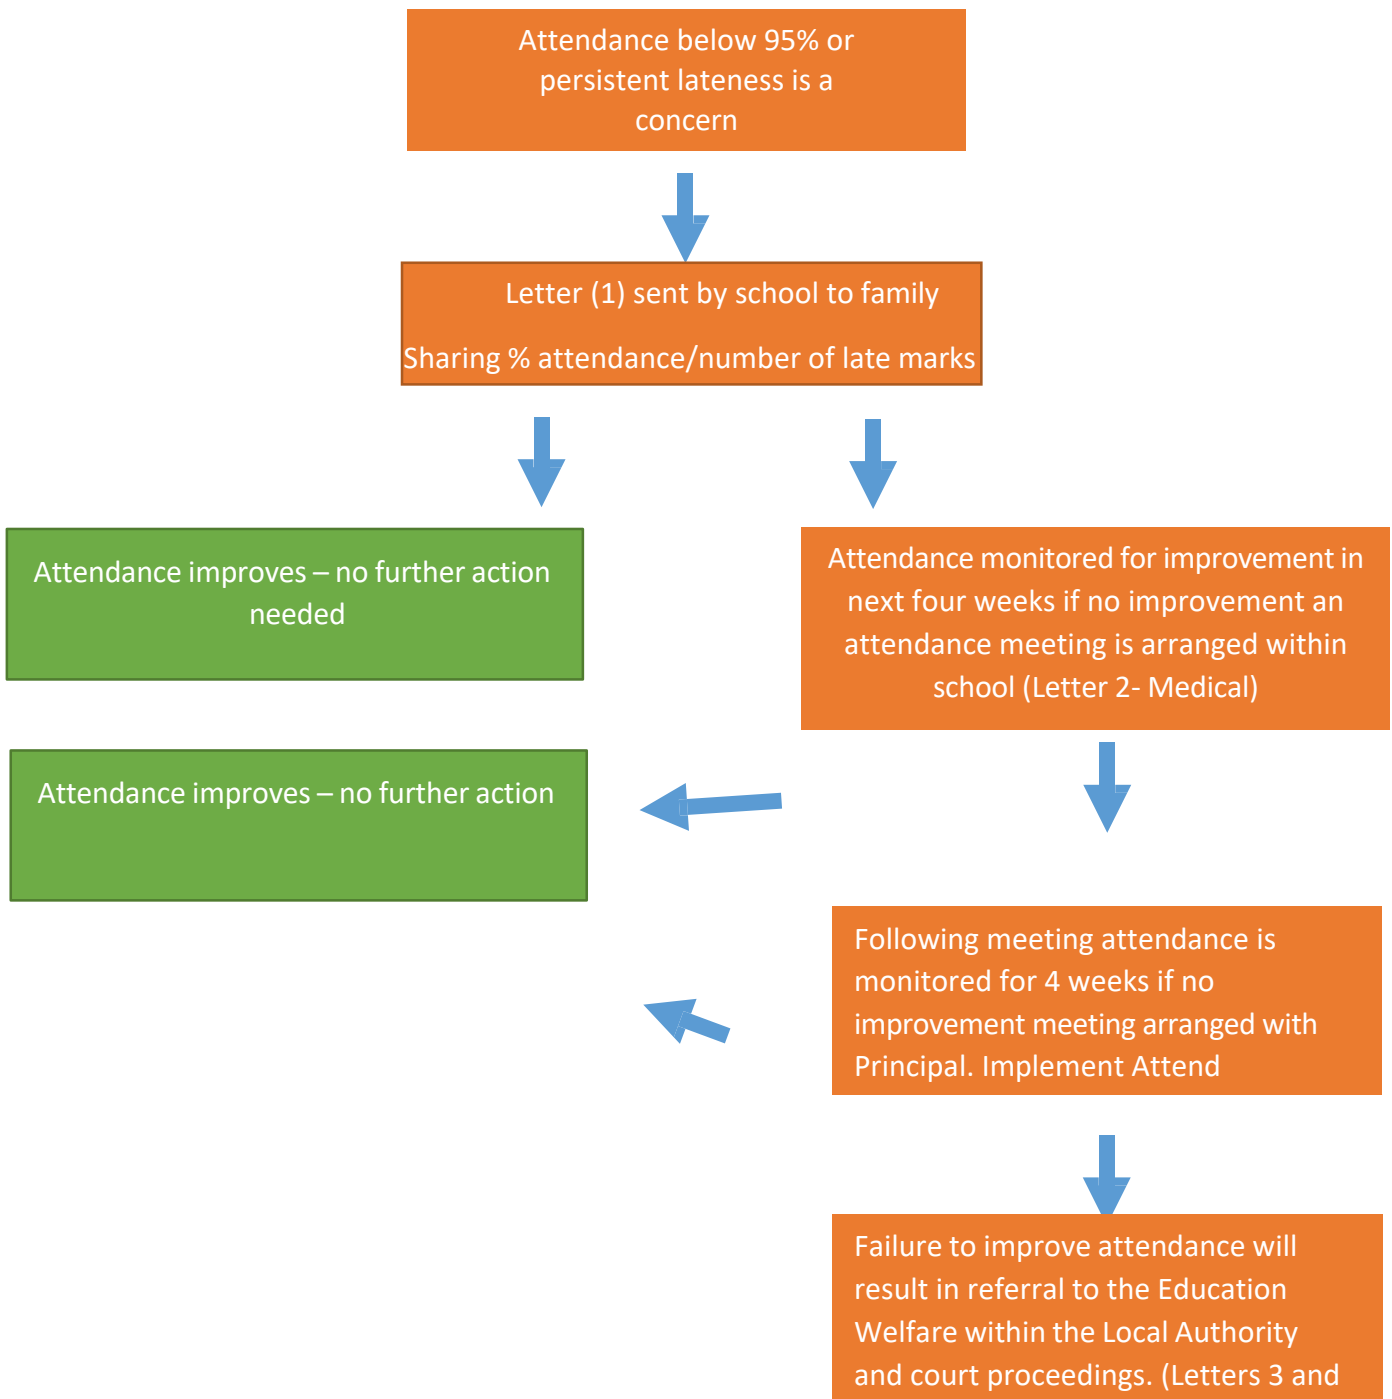 Attendance below 95% or
persistent lateness is a
concern
Letter (1) sent by school to family
Sharing % attendance/number of late marks
Attendance improves – no further action
needed
Attendance monitored for improvement in
next four weeks if no improvement an
attendance meeting is arranged within
school (Letter 2- Medical)
Attendance improves – no further action
Following meeting attendance is
monitored for 4 weeks if no
improvement meeting arranged with
Principal. Implement Attend
Failure to improve attendance will
result in referral to the Education
Welfare within the Local Authority
and court proceedings. (Letters 3 and